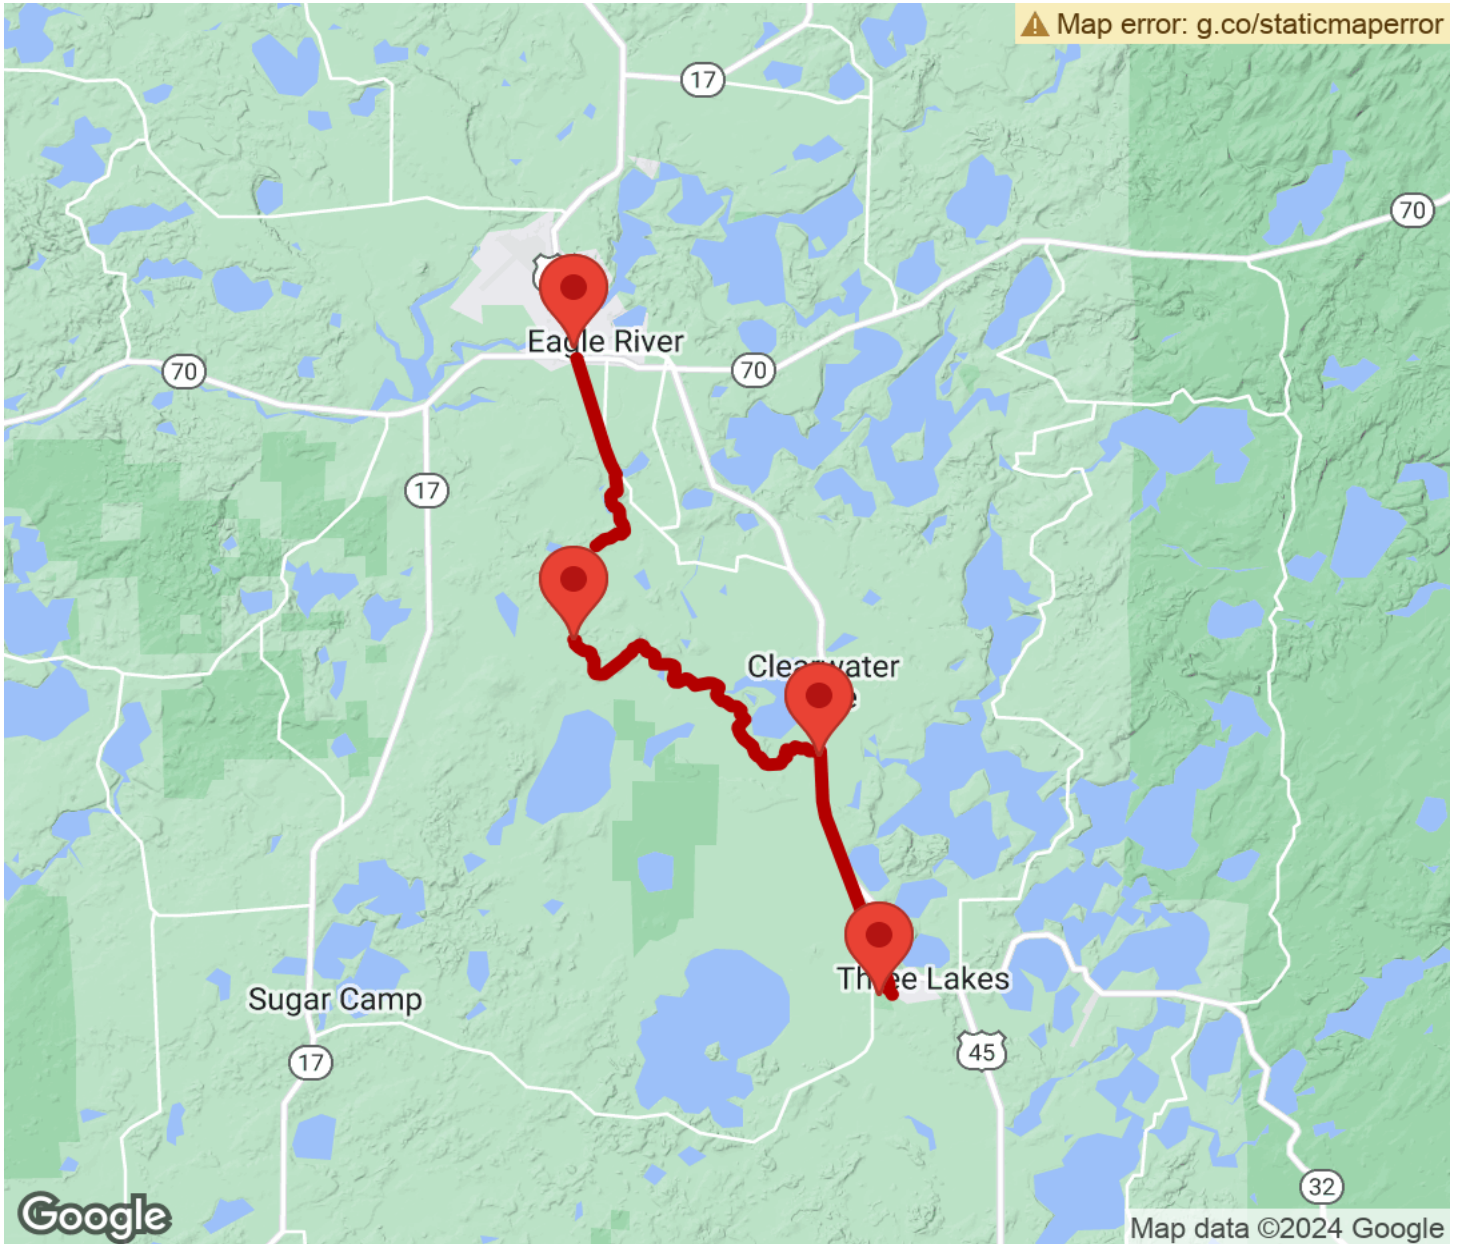 Map error: g.co/staticmaperror
17
70
Eagle River
70
70
17
Clearwater
Three Lakes
Sugar Camp
45
17
32
Google
Map data ©2024 Google